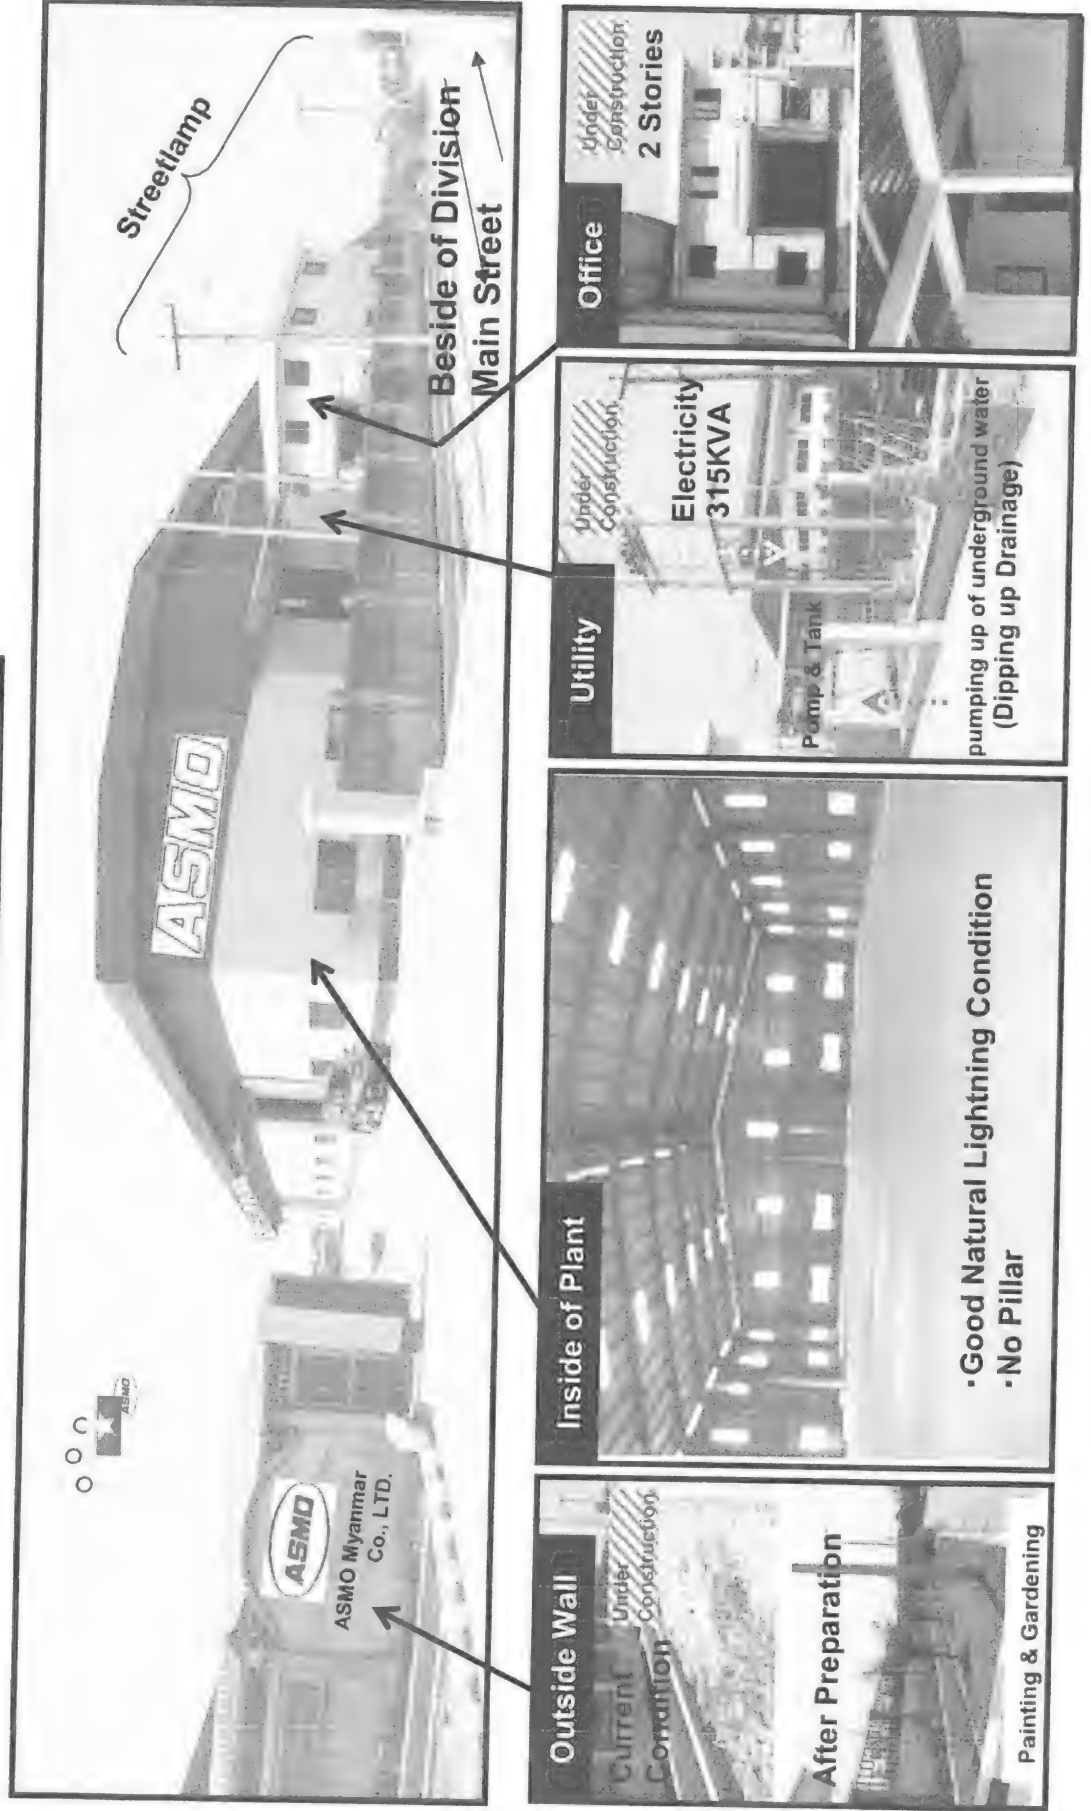 Streetlamp
Beside of Division
Main Street
ASMO
ASMO
ASMO
ASMO Myanmar
Co., LTD.
Outside Wall
Under
Construction
Current
Condition
After Preparation
Painting & Gardening
Inside of Plant
・Good Natural Lightning Condition
・No Pillar
Utility
Under
Construction
Electricity
315KVA
Pump & Tank
pumping up of underground water
(Dipping up Drainage)
Office
Under
Construction
2 Stories